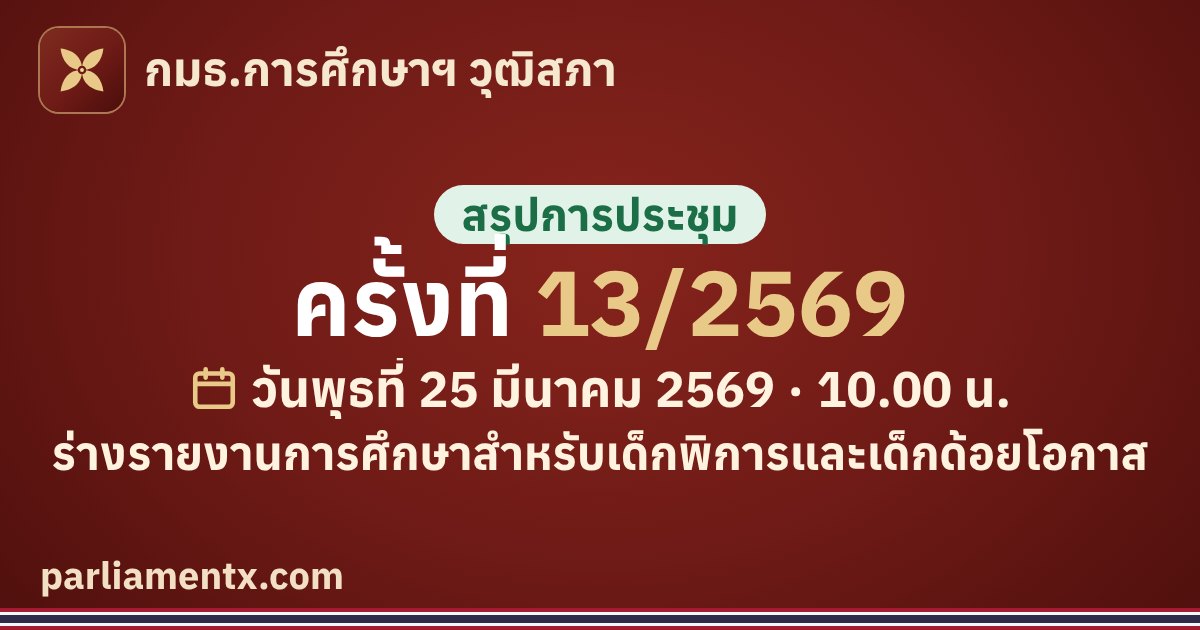 กมธ.การศึกษาฯ วุฒิสภา
สรุปการประชุม
ครั้งที่ 13/2569
วันพุธที่ 25 มีนาคม 2569 · 10.00 น.
ร่างรายงานการศึกษาสำหรับเด็กพิการและเด็กด้อยโอกาส
parliamentx.com